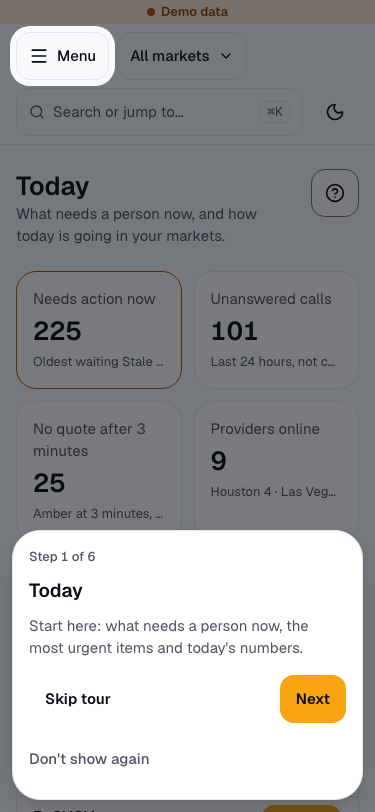 Demo data
Menu
All markets
Search or jump to…
⌘K
Today
What needs a person now, and how
today is going in your markets.
Needs action now
225
Oldest waiting Stale …
Unanswered calls
101
Last 24 hours, not c…
No quote after 3
minutes
25
Amber at 3 minutes, …
Providers online
9
Houston 4 · Las Veg…
Step 1 of 6
Today
Start here: what needs a person now, the
most urgent items and today's numbers.
Skip tour
Next
Don't show again